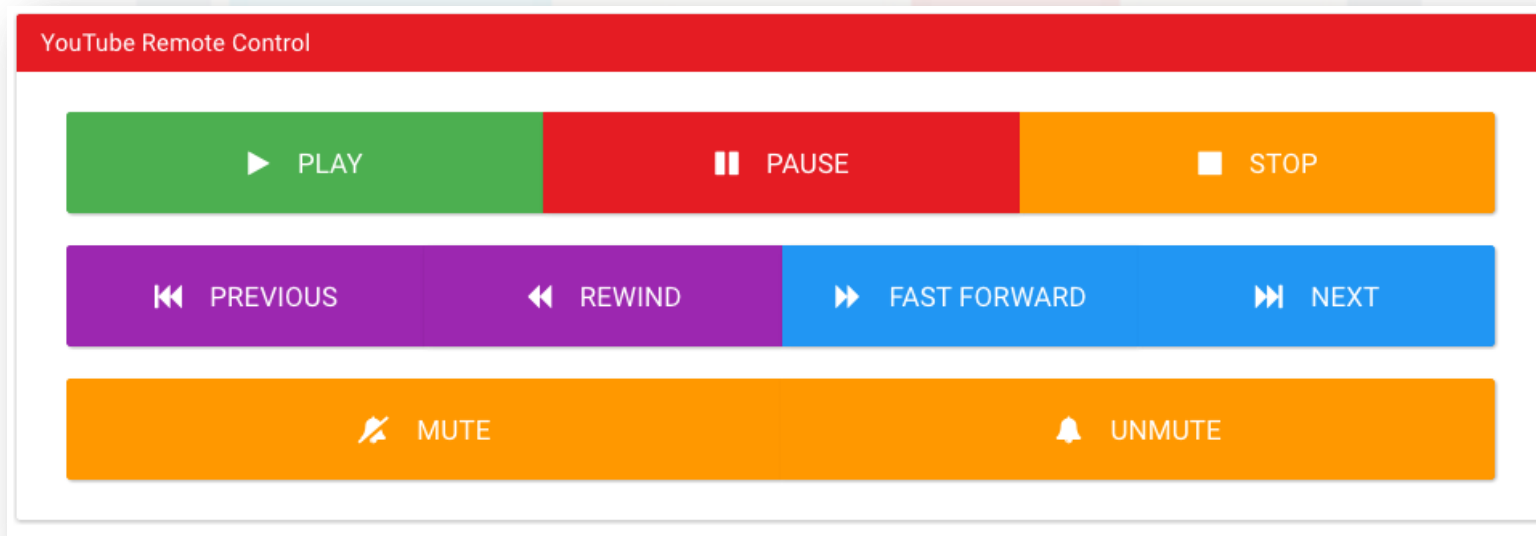 YouTube Remote Control
PLAY PAUSE STOP
PREVIOUS REWIND FAST FORWARD NEXT
MUTE UNMUTE